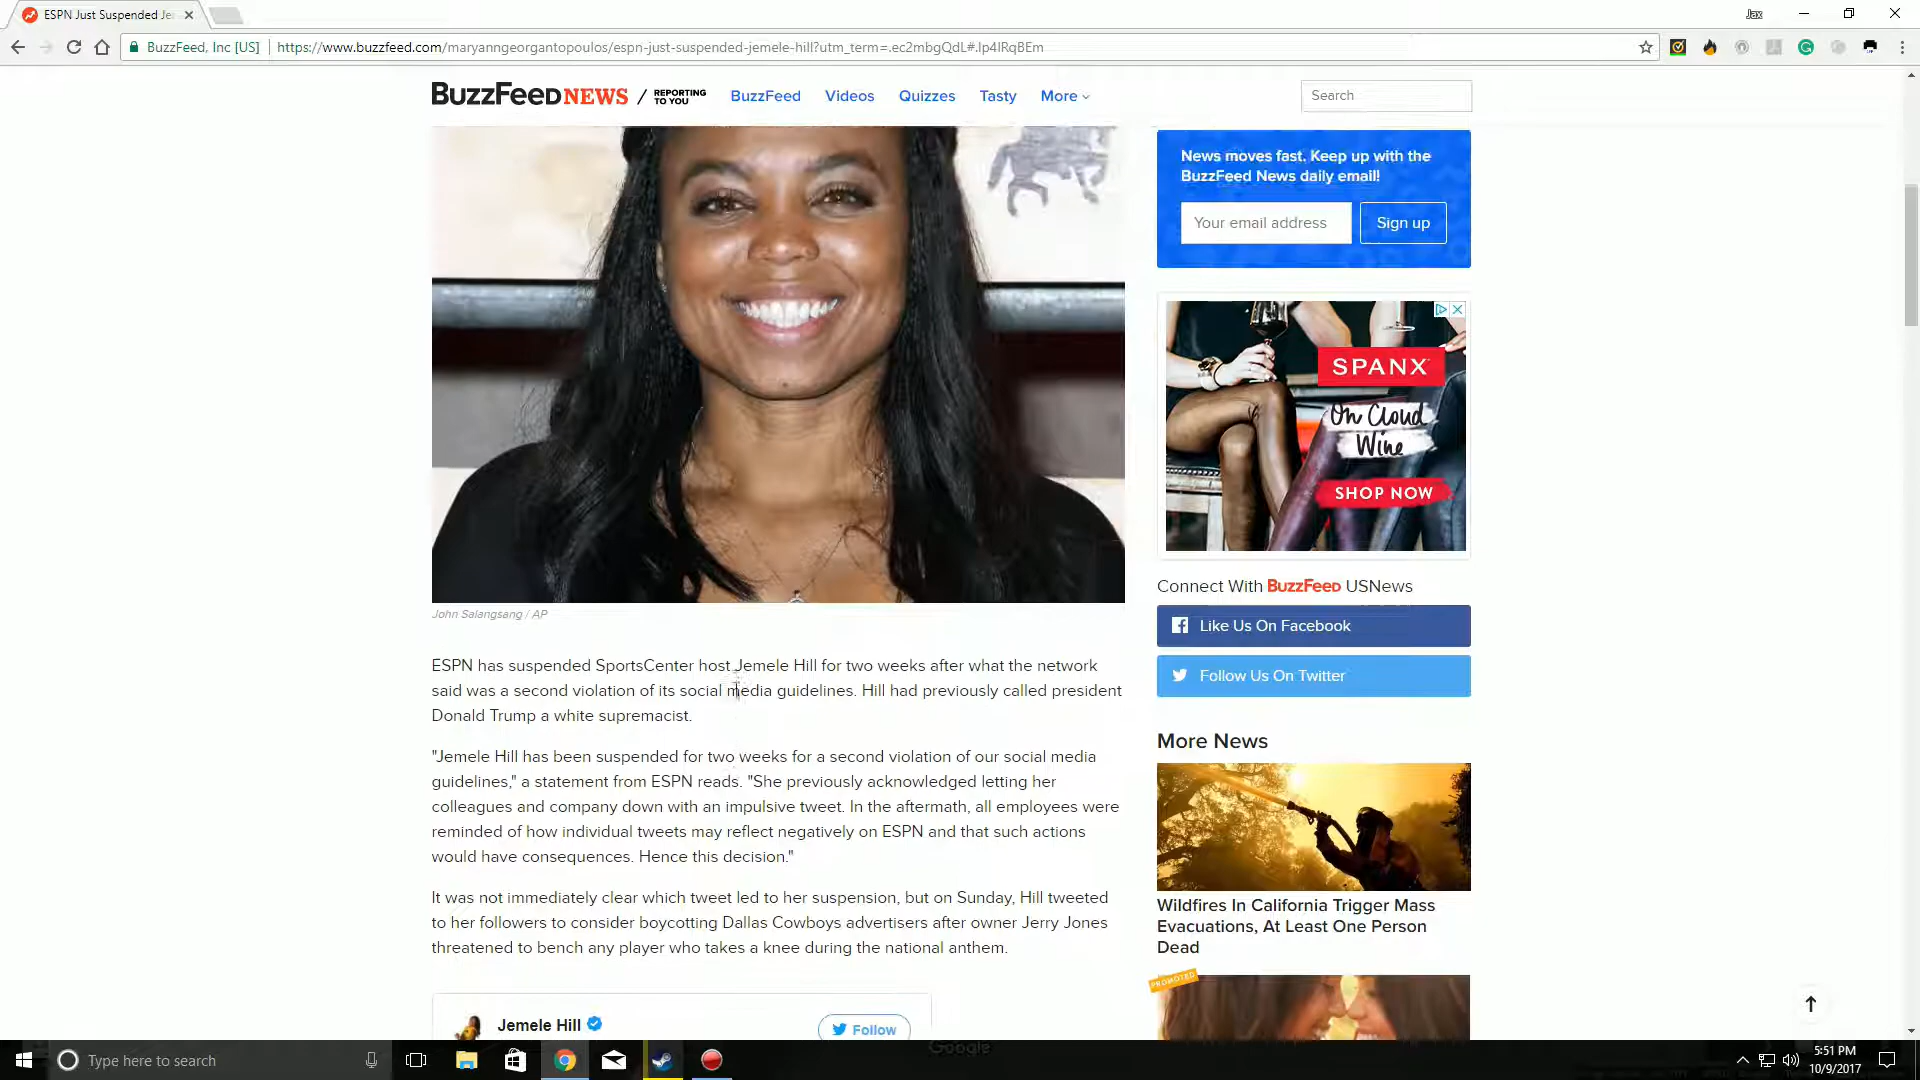 ESPN Just Suspended Je
Jax
BuzzFeed, Inc [US]
https://www.buzzfeed.com/maryanngeorgantopoulos/espn-just-suspended-jemele-hill?utm_term=.ec2mbgQdL#.lp4lRqBEm
BuzzFeed NEWS / REPORTING TO YOU
BuzzFeed
Videos
Quizzes
Tasty
More
Search
News moves fast. Keep up with the
BuzzFeed News daily email!
Your email address
Sign up
SPANX
On Cloud
Wine
SHOP NOW
John Salangsang / AP
Connect With BuzzFeed USNews
Like Us On Facebook
Follow Us On Twitter
ESPN has suspended SportsCenter host Jemele Hill for two weeks after what the network
said was a second violation of its social media guidelines. Hill had previously called president
Donald Trump a white supremacist.
"Jemele Hill has been suspended for two weeks for a second violation of our social media
guidelines," a statement from ESPN reads. "She previously acknowledged letting her
colleagues and company down with an impulsive tweet. In the aftermath, all employees were
reminded of how individual tweets may reflect negatively on ESPN and that such actions
would have consequences. Hence this decision."
It was not immediately clear which tweet led to her suspension, but on Sunday, Hill tweeted
to her followers to consider boycotting Dallas Cowboys advertisers after owner Jerry Jones
threatened to bench any player who takes a knee during the national anthem.
Jemele Hill
Follow
More News
Wildfires In California Trigger Mass
Evacuations, At Least One Person
Dead
PROMOTED
Google
Type here to search
5:51 PM
10/9/2017